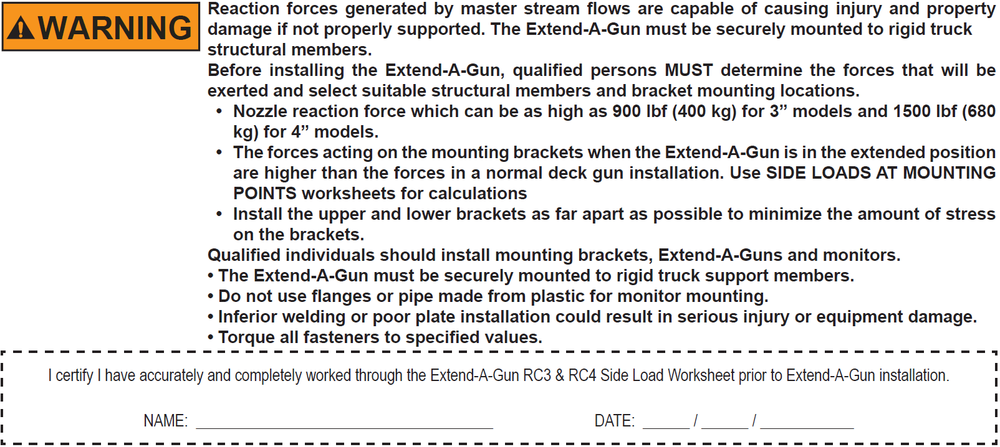 WARNING
Reaction forces generated by master stream flows are capable of causing injury and property
damage if not properly supported. The Extend-A-Gun must be securely mounted to rigid truck
structural members.
Before installing the Extend-A-Gun, qualified persons MUST determine the forces that will be
exerted and select suitable structural members and bracket mounting locations.
• Nozzle reaction force which can be as high as 900 lbf (400 kg) for 3” models and 1500 lbf (680
kg) for 4” models.
• The forces acting on the mounting brackets when the Extend-A-Gun is in the extended position
are higher than the forces in a normal deck gun installation. Use SIDE LOADS AT MOUNTING
POINTS worksheets for calculations
• Install the upper and lower brackets as far apart as possible to minimize the amount of stress
on the brackets.
Qualified individuals should install mounting brackets, Extend-A-Guns and monitors.
• The Extend-A-Gun must be securely mounted to rigid truck support members.
• Do not use flanges or pipe made from plastic for monitor mounting.
• Inferior welding or poor plate installation could result in serious injury or equipment damage.
• Torque all fasteners to specified values.
I certify I have accurately and completely worked through the Extend-A-Gun RC3 & RC4 Side Load Worksheet prior to Extend-A-Gun installation.
NAME: __________________________________ DATE: _____ / _____ / __________